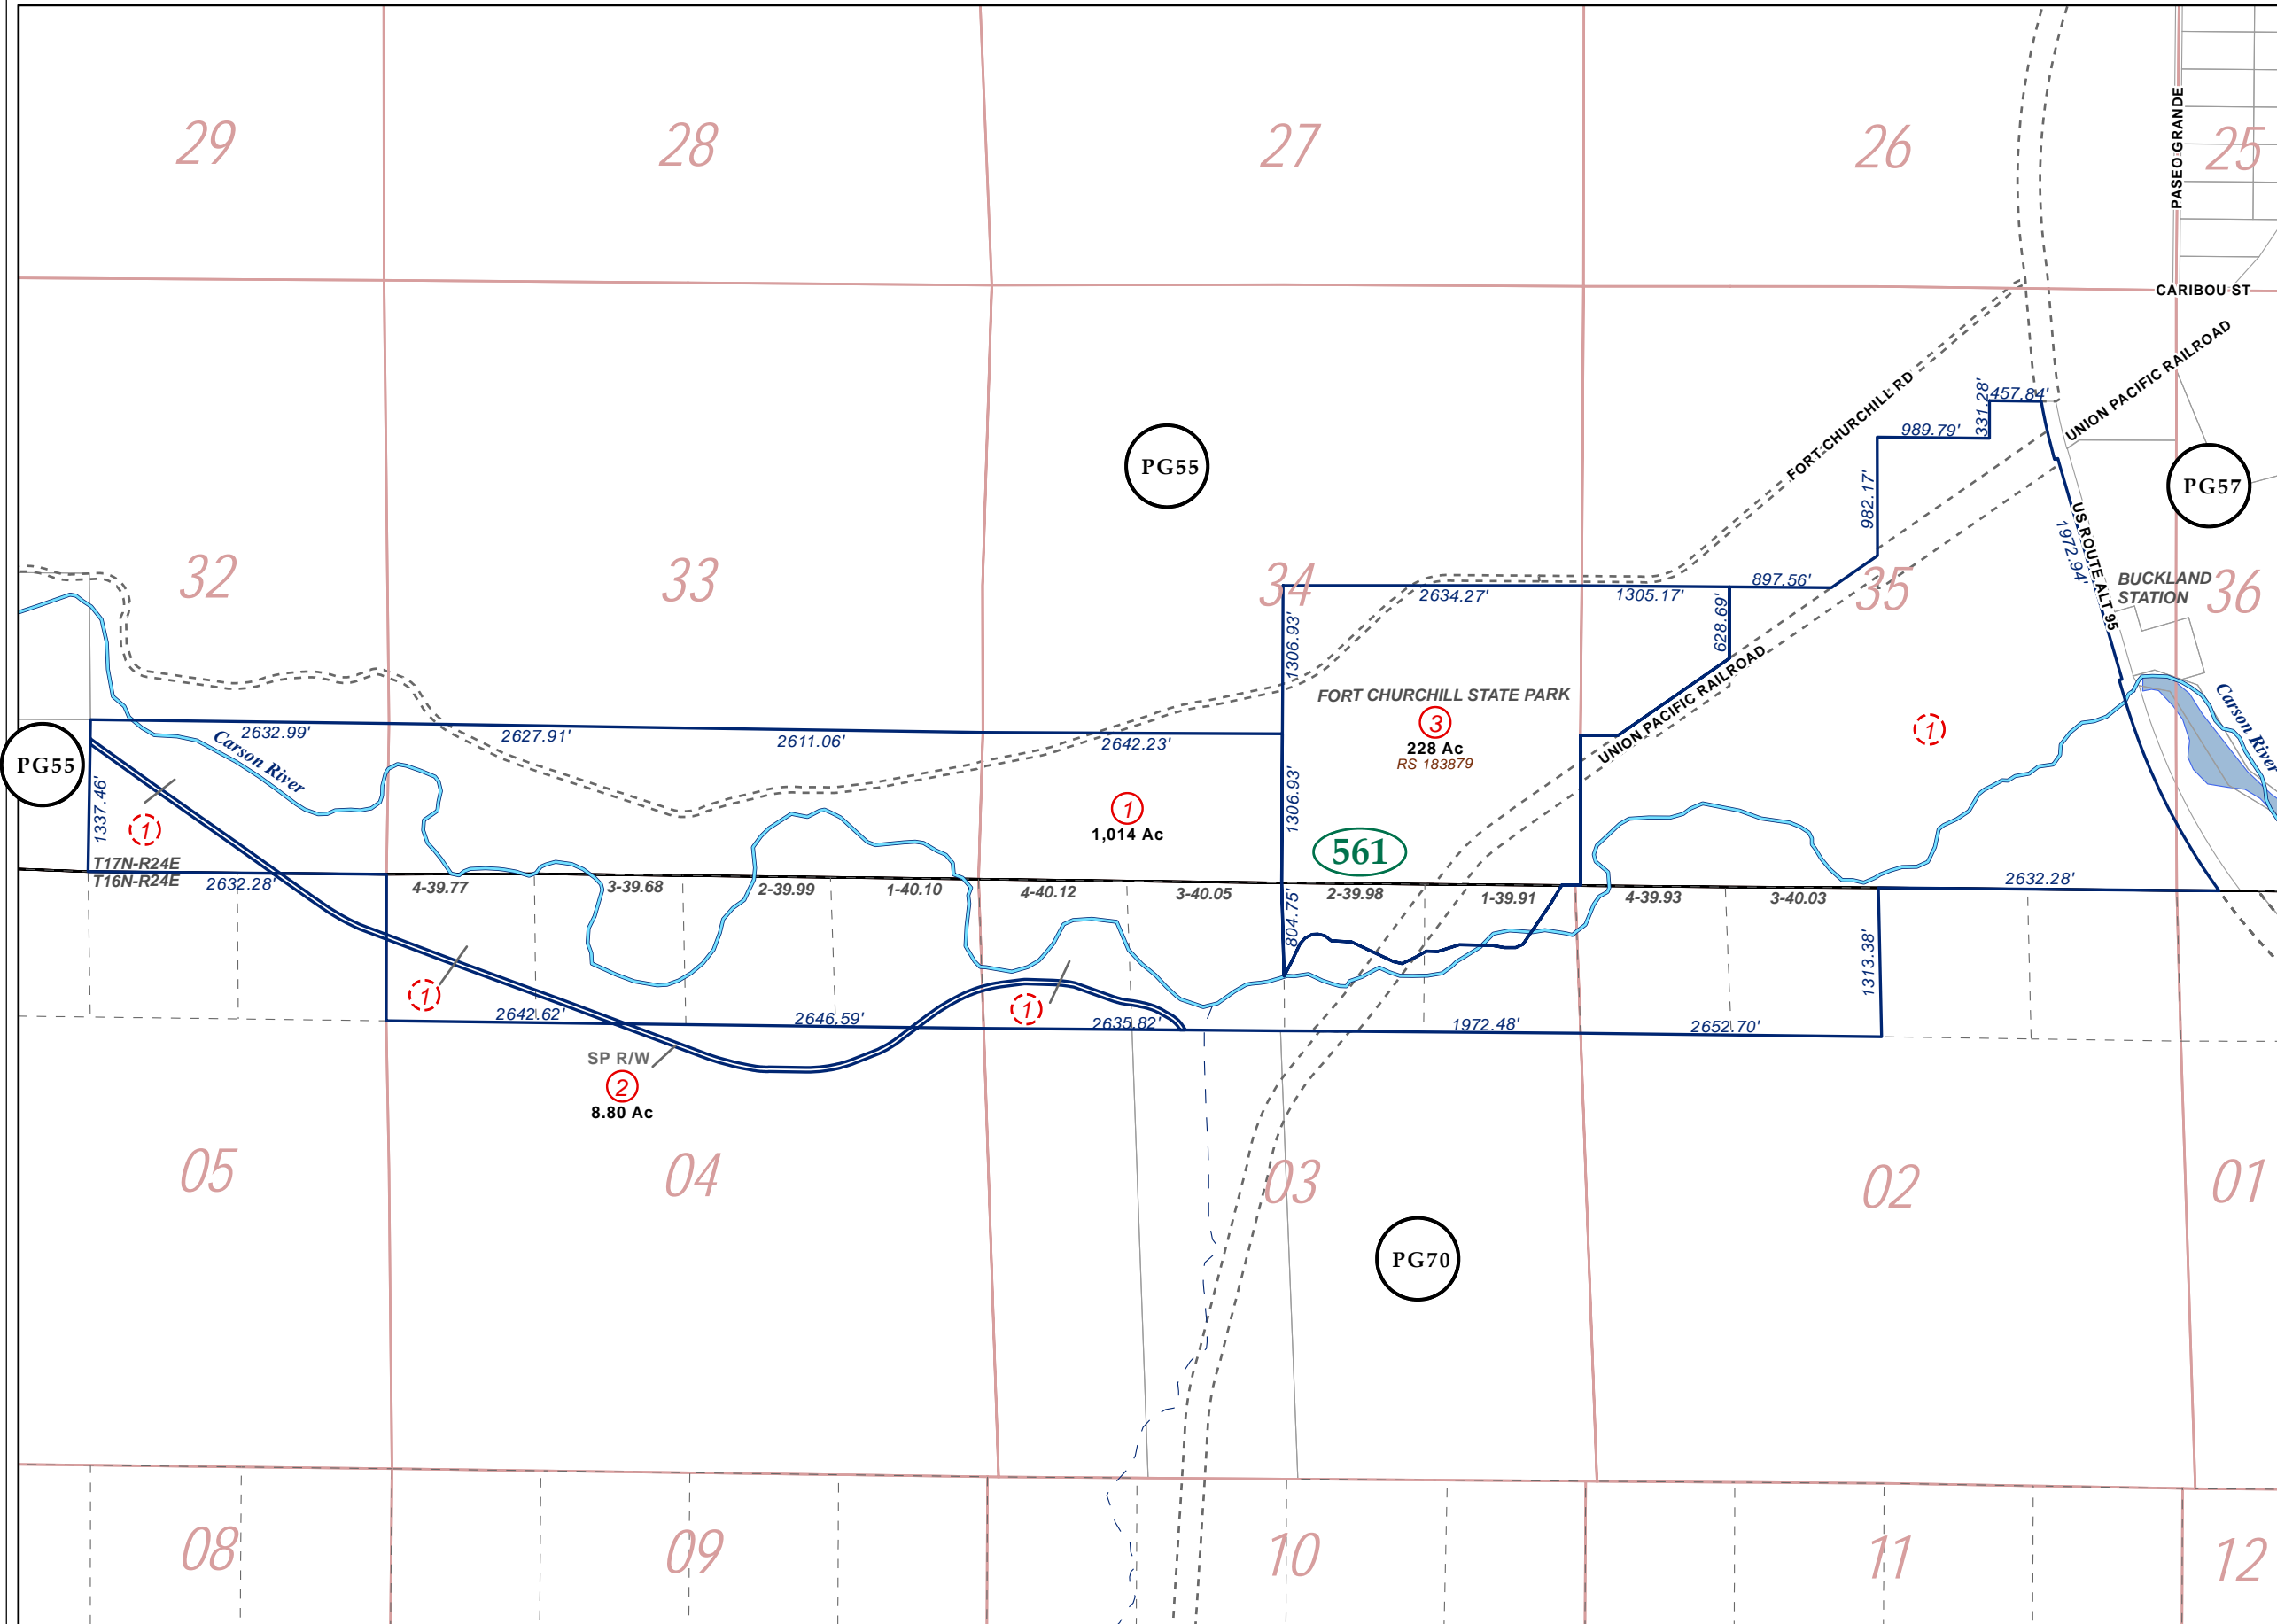 29
28
27
26
25
PASEO GRANDE
CARIBOU ST
UNION PACIFIC RAILROAD
FORT CHURCHILL RD
331.28'
457.84'
989.79'
982.17'
PG55
PG57
US ROUTE ALT 95
1972.94'
32
33
34
35
36
BUCKLAND
STATION
897.56'
2634.27'
1305.17'
628.69'
1306.93'
FORT CHURCHILL STATE PARK
3
228 Ac
RS 183879
UNION PACIFIC RAILROAD
Carson River
1
2632.99'
2627.91'
2611.06'
2642.23'
Carson River
PG55
1337.46'
1
1
1,014 Ac
1306.93'
561
T17N-R24E
T16N-R24E
2632.28'
4-39.77
3-39.68
2-39.99
1-40.10
4-40.12
3-40.05
2-39.98
1-39.91
4-39.93
3-40.03
2632.28'
804.75'
1313.38'
1
1
2642.62'
2646.59'
2635.82'
1972.48'
2652.70'
SP R/W
2
8.80 Ac
05
04
03
02
01
PG70
08
09
10
11
12